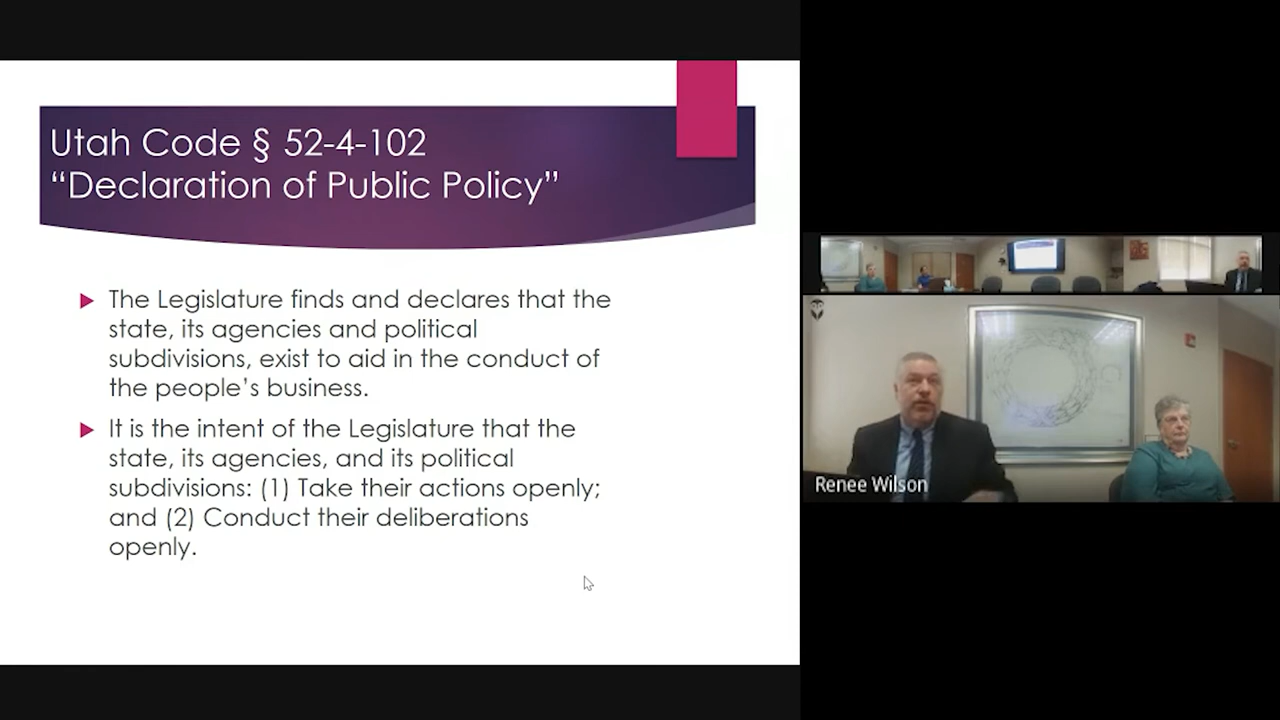 Utah Code § 52-4-102
“Declaration of Public Policy”
The Legislature finds and declares that the
state, its agencies and political
subdivisions, exist to aid in the conduct of
the people’s business.
It is the intent of the Legislature that the
state, its agencies, and its political
subdivisions: (1) Take their actions openly;
and (2) Conduct their deliberations
openly.
Renee Wilson